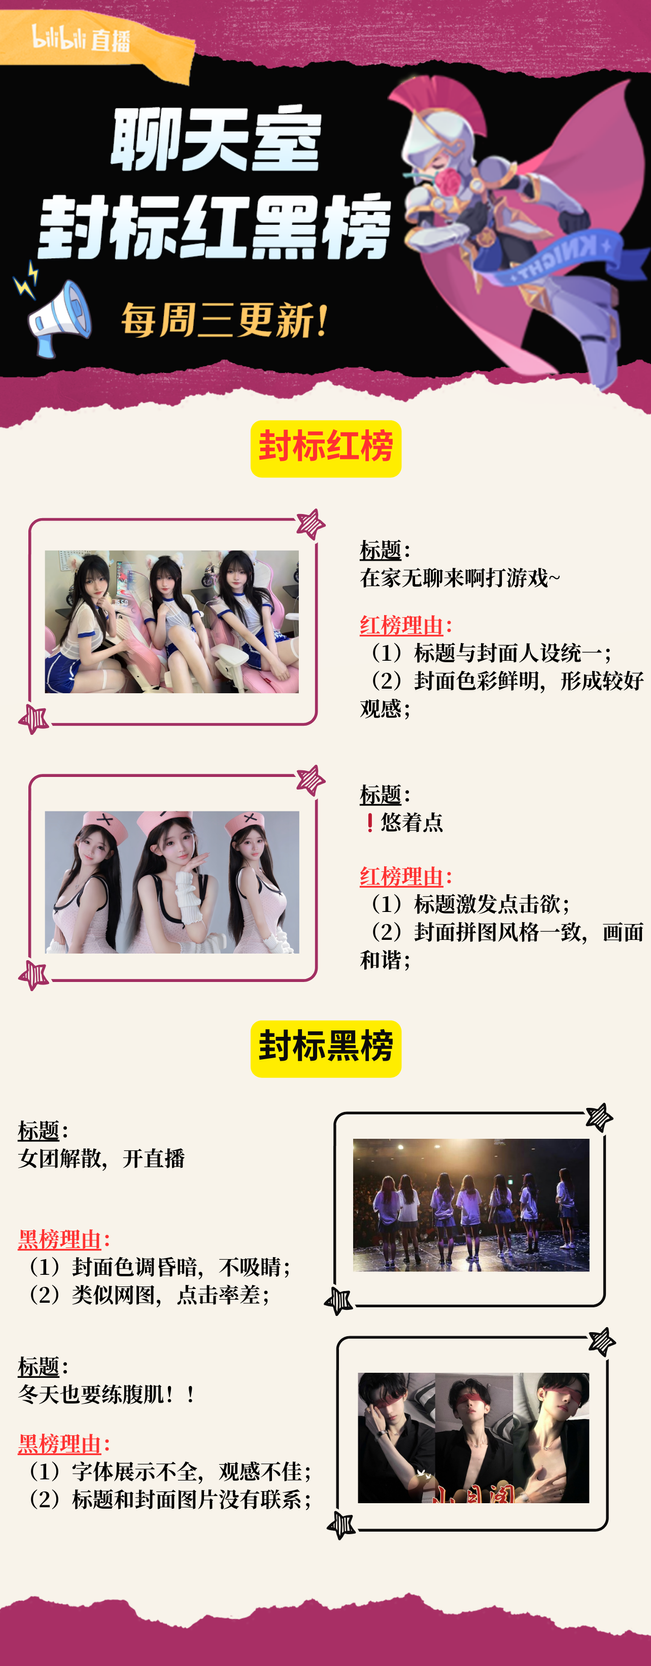 bilibili 直播
聊天室
封标红黑榜
每周三更新！
KNIGHT
封标红榜
标题：
在家无聊来啊打游戏~
红榜理由：
（1）标题与封面人设统一；
（2）封面色彩鲜明，形成较好
观感；
标题：
❗悠着点
红榜理由：
（1）标题激发点击欲；
（2）封面拼图风格一致，画面
和谐；
封标黑榜
标题：
女团解散，开直播
黑榜理由：
（1）封面色调昏暗，不吸睛；
（2）类似网图，点击率差；
标题：
冬天也要练腹肌！！
黑榜理由：
（1）字体展示不全，观感不佳；
（2）标题和封面图片没有联系；